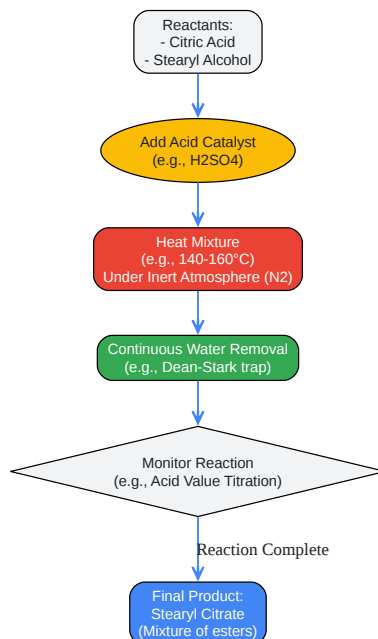 Reactants:
- Citric Acid
- Stearyl Alcohol
Add Acid Catalyst
(e.g., H2SO4)
Heat Mixture
(e.g., 140-160°C)
Under Inert Atmosphere (N2)
Continuous Water Removal
(e.g., Dean-Stark trap)
Monitor Reaction
(e.g., Acid Value Titration)
Reaction Complete
Final Product:
Stearyl Citrate
(Mixture of esters)